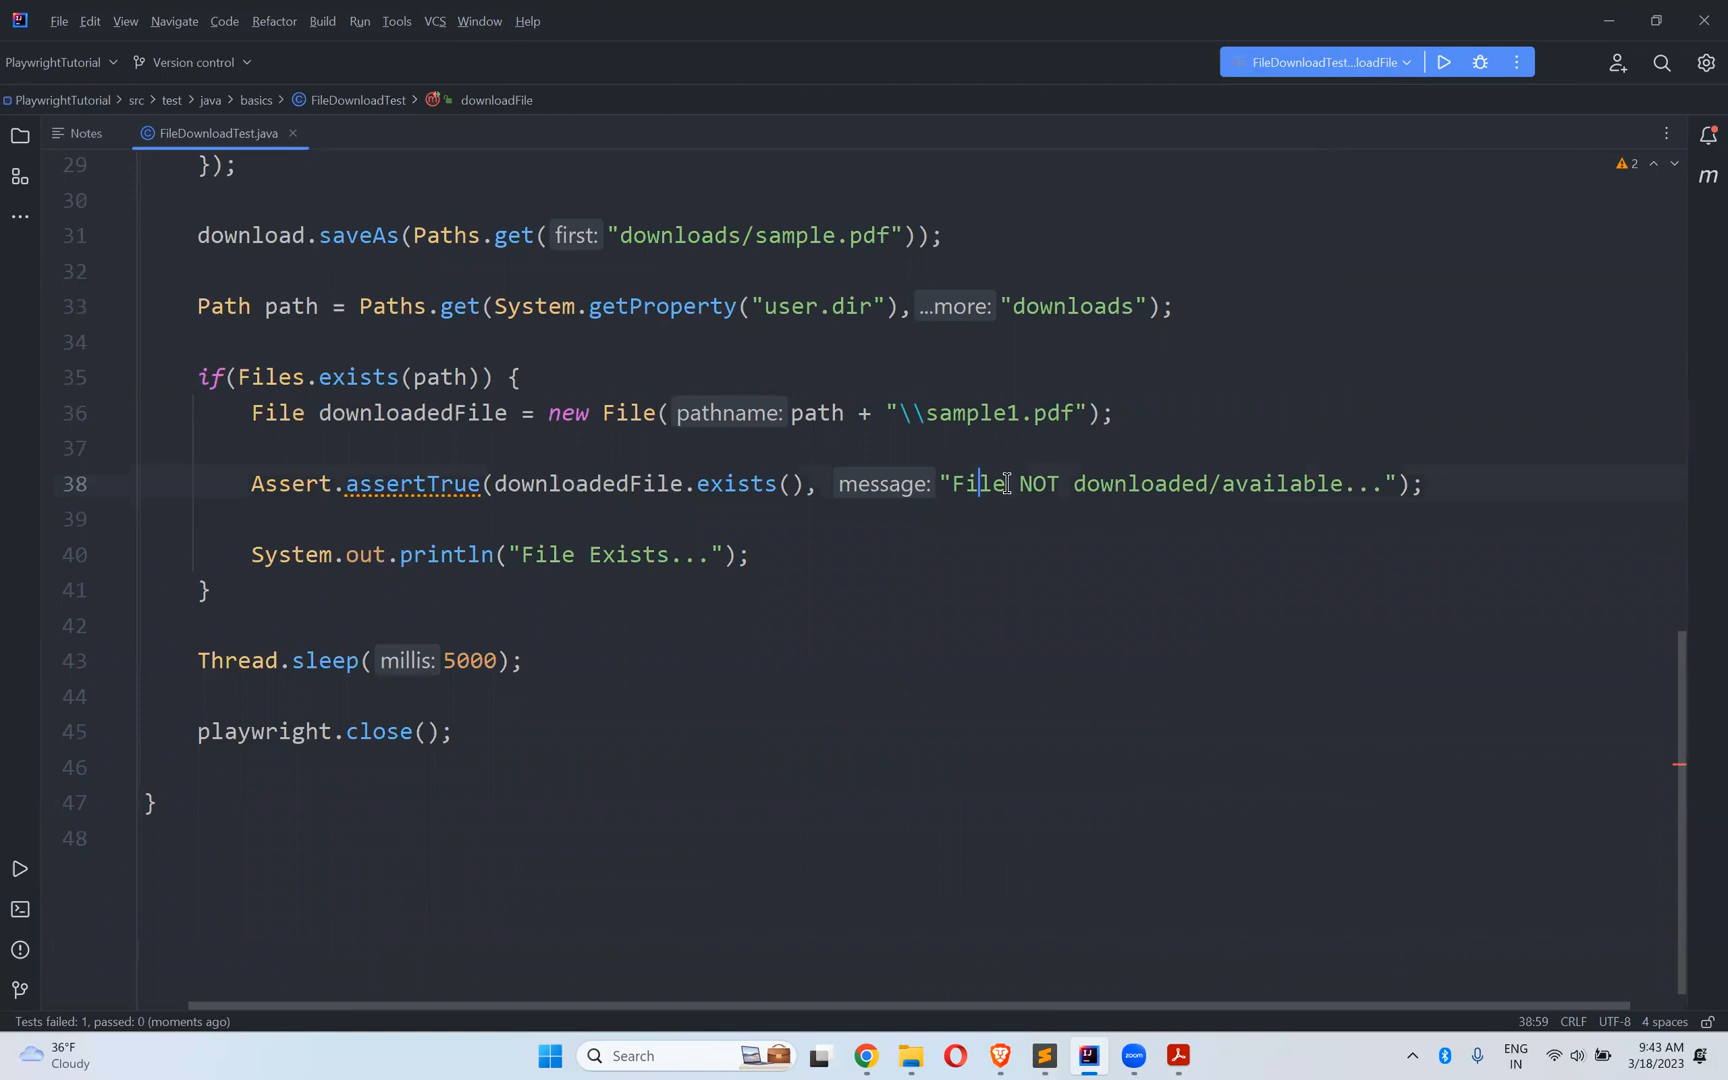 File Edit View Navigate Code Refactor Build Run Tools VCS Window Help
PlaywrightTutorial Version control FileDownloadTest...loadFile
PlaywrightTutorial > src > test > java > basics > FileDownloadTest > downloadFile
Notes FileDownloadTest.java
29 });
2
30
31 download.saveAs(Paths.get( first: "downloads/sample.pdf"));
32
33 Path path = Paths.get(System.getProperty("user.dir"), ...more: "downloads");
34
35 if(Files.exists(path)) {
36 File downloadedFile = new File( pathname: path + "\\sample1.pdf");
37
38 Assert.assertTrue(downloadedFile.exists(), message: "File NOT downloaded/available...");
39
40 System.out.println("File Exists...");
41 }
42
43 Thread.sleep( millis: 5000);
44
45 playwright.close();
46
47 }
48
Tests failed: 1, passed: 0 (moments ago) 38:59 CRLF UTF-8 4 spaces
36°F
Cloudy
Search
zoom
ENG
IN
9:43 AM
3/18/2023